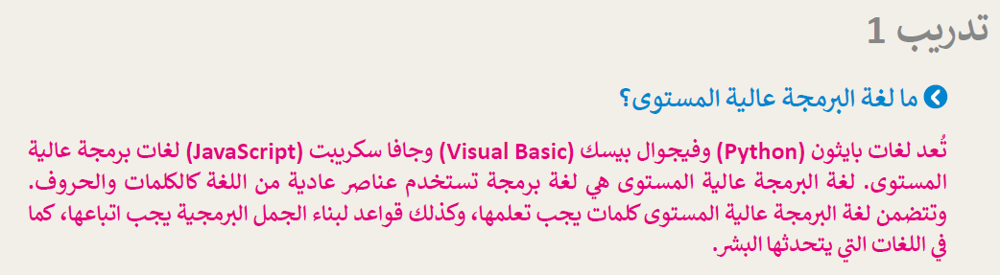 تدريب 1
ما لغة البرمجة عالية المستوى؟
تُعد لغات بايثون (Python) وفيجوال بيسك (Visual Basic) وجافا سكريبت (JavaScript) لغات برمجة عالية
المستوى. لغة البرمجة عالية المستوى هي لغة برمجة تستخدم عناصر عادية من اللغة كالكلمات والحروف.
وتتضمن لغة البرمجة عالية المستوى كلمات يجب تعلمها، وكذلك قواعد لبناء الجمل البرمجية يجب اتباعها، كما
في اللغات التي يتحدثها البشر.